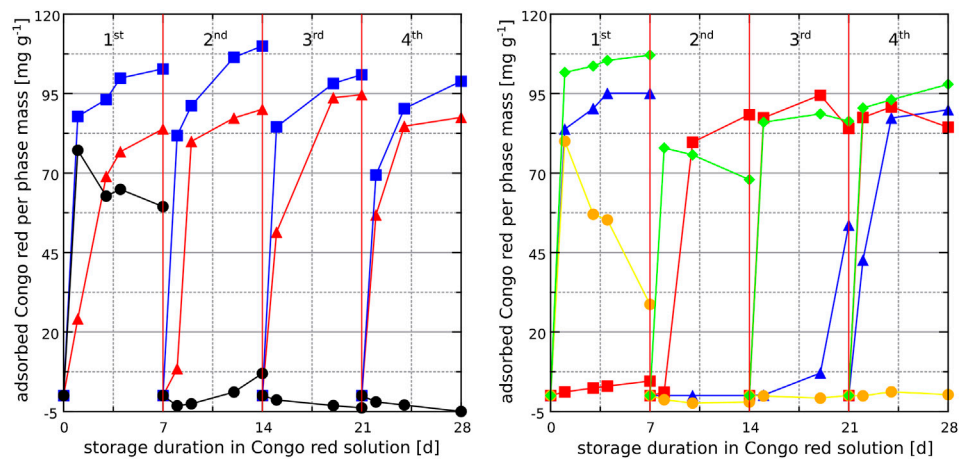 adsorbed Congo red per phase mass [mg g⁻¹]
120
95
70
45
20
-5
1st 2nd 3rd 4th
0 7 14 21 28
storage duration in Congo red solution [d]
adsorbed Congo red per phase mass [mg g⁻¹]
120
95
70
45
20
-5
1st 2nd 3rd 4th
0 7 14 21 28
storage duration in Congo red solution [d]